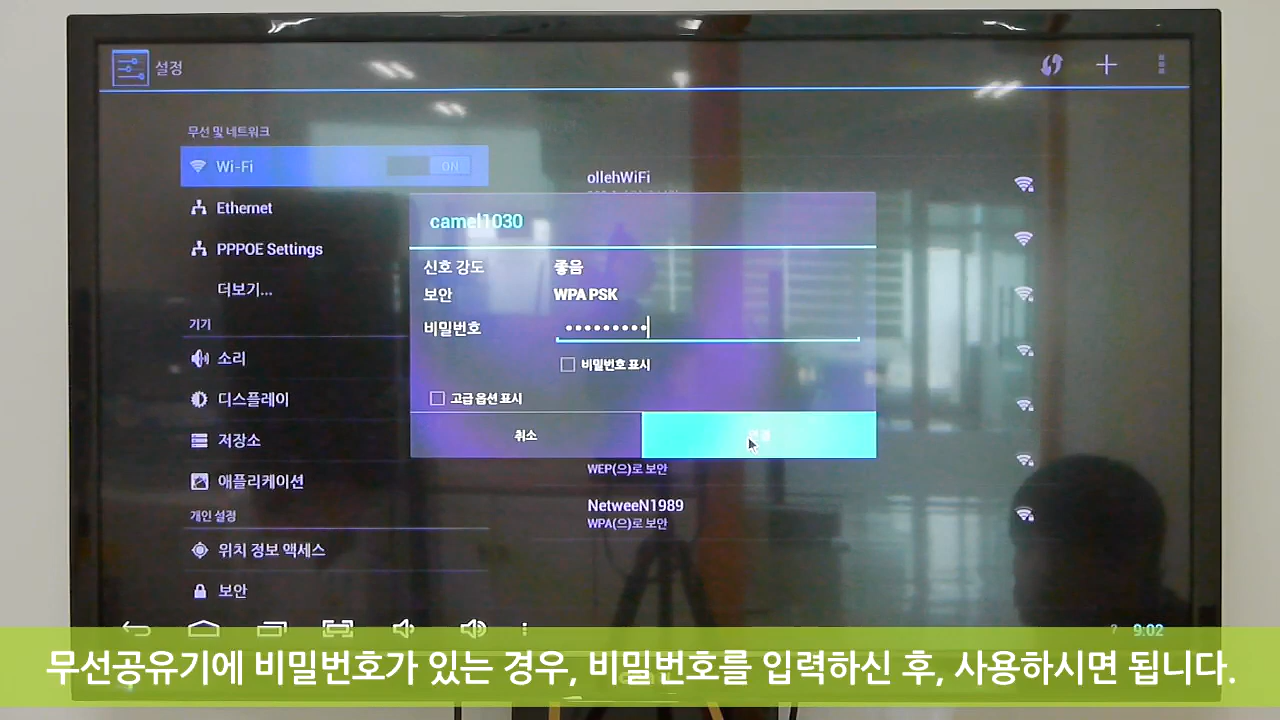 설정
무선 및 네트워크
Wi-Fi
ON
Ethernet
PPPOE Settings
더보기...
기기
소리
디스플레이
저장소
애플리케이션
개인 설정
위치 정보 액세스
보안
ollehWiFi
camel1030
신호 강도 좋음
보안 WPA PSK
비밀번호 •••••••••
비밀번호 표시
고급 옵션 표시
취소
WEP(으)로 보안
NetweeN1989
WPA(으)로 보안
9:02
무선공유기에 비밀번호가 있는 경우, 비밀번호를 입력하신 후, 사용하시면 됩니다.